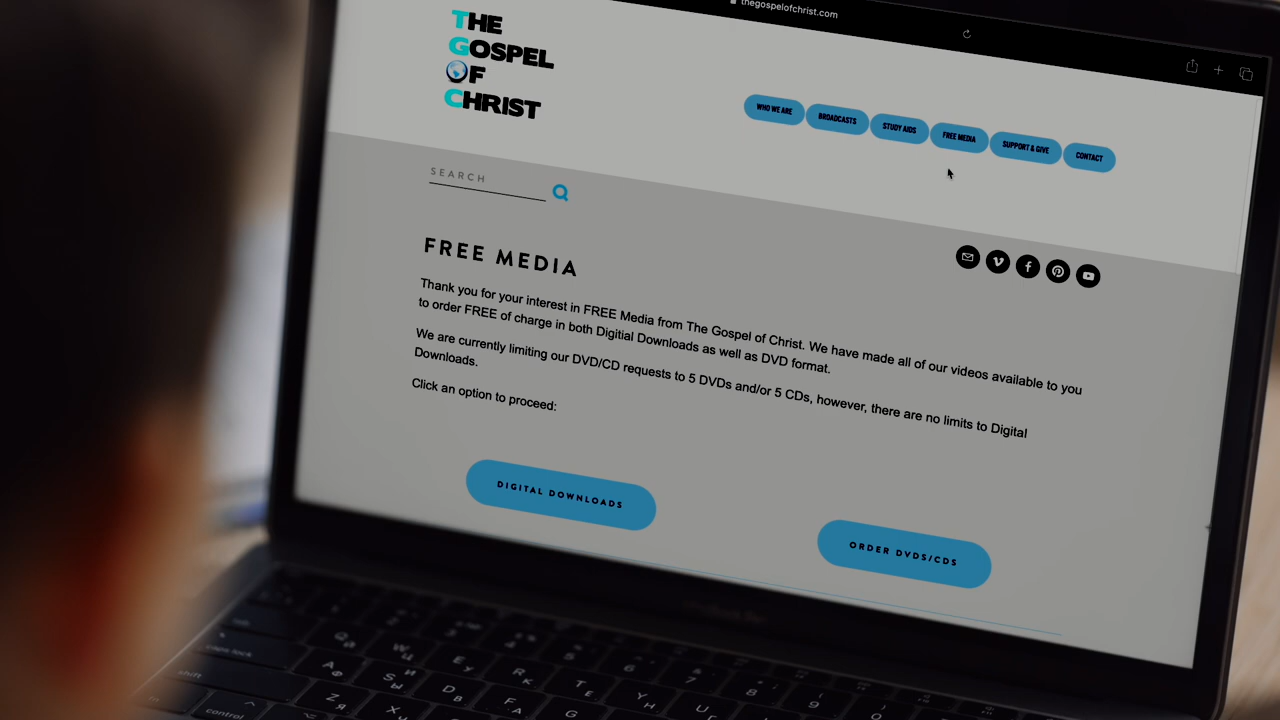 thegospelofchrist.com
THE
GOSPEL
OF
CHRIST
WHO WE ARE
BROADCASTS
STUDY AIDS
FREE MEDIA
SUPPORT & GIVE
CONTACT
SEARCH
FREE MEDIA
Thank you for your interest in FREE Media from The Gospel of Christ. We have made all of our videos available to you
to order FREE of charge in both Digitial Downloads as well as DVD format.
We are currently limiting our DVD/CD requests to 5 DVDs and/or 5 CDs, however, there are no limits to Digital
Downloads.
Click an option to proceed:
DIGITAL DOWNLOADS
ORDER DVDS/CDS
caps lock
shift
control